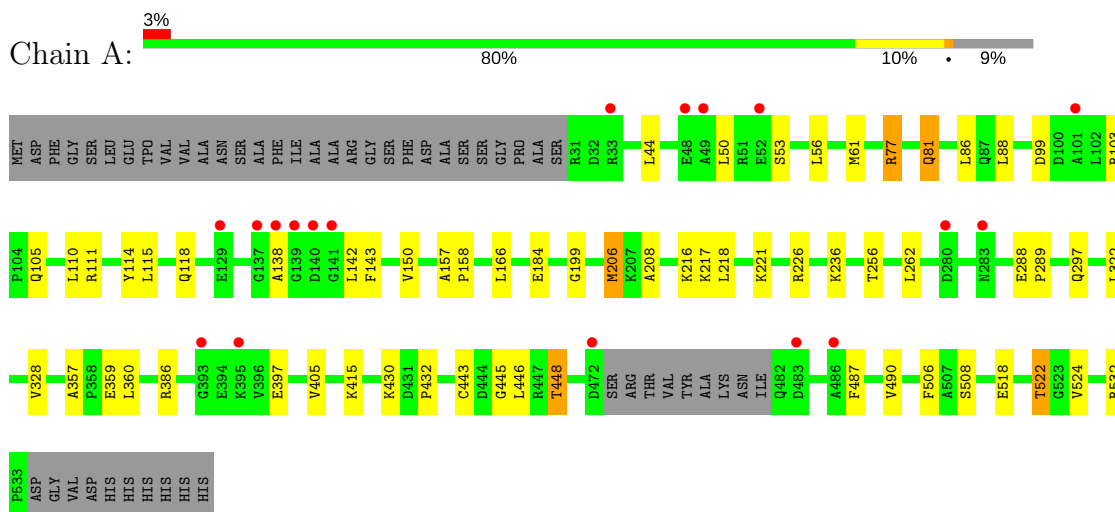 3%
Chain A:
80% 10% • 9%
MET ASP PHE GLY SER LEU GLU TPO VAL VAL ALA ASN SER ALA PHE ILE ALA ALA ARG GLY SER PHE ASP ALA SER SER GLY PRO ALA SER R31 D32 R33 L44 E48 A49 L50 R51 E52 S53 L56 M61 R77 Q81 L86 Q87 L88 D99 D100 A101 L102 R103
P104 Q105 L110 R111 Y114 L115 Q118 E129 G137 A138 G139 D140 G141 L142 F143 V150 A157 P158 L166 E184 G199 M206 K207 A208 K216 K217 L218 K221 R226 K236 T256 L262 D280 N283 E288 P289 Q297
V328 A357 P358 E359 L360 R386 G393 E394 K395 V396 E397 V405 K415 K430 D431 P432 C443 D444 G445 L446 R447 T448 D472 SER ARG THR VAL TYR ALA LYS ASN ILE Q482 D483 A486 F487 V490 F506 A507 S508 E518 T522 G523 V524 R532
P533 ASP GLY VAL ASP HIS HIS HIS HIS HIS HIS